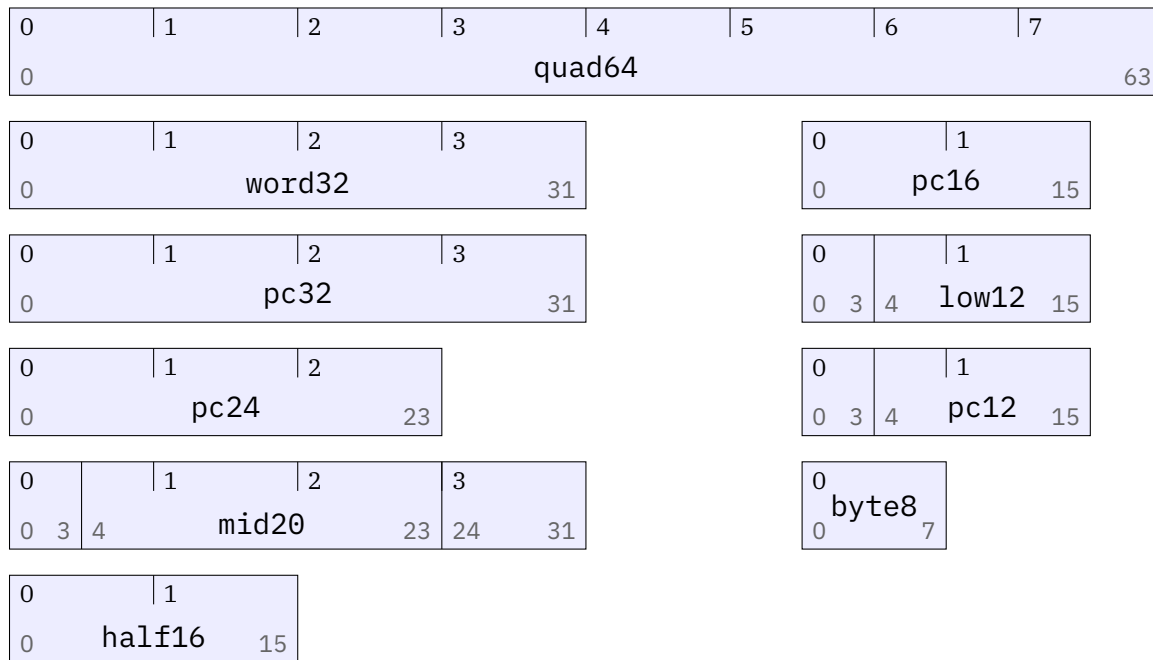 0 1 2 3 4 5 6 7
quad64
0 63
0 1 2 3
word32
0 31
0 1
pc16
0 15
0 1 2 3
pc32
0 31
0 1
low12
0 3 4 15
0 1 2
pc24
0 23
0 1
pc12
0 3 4 15
0 1 2 3
mid20
0 3 4 23 24 31
0
byte8
0 7
0 1
half16
0 15